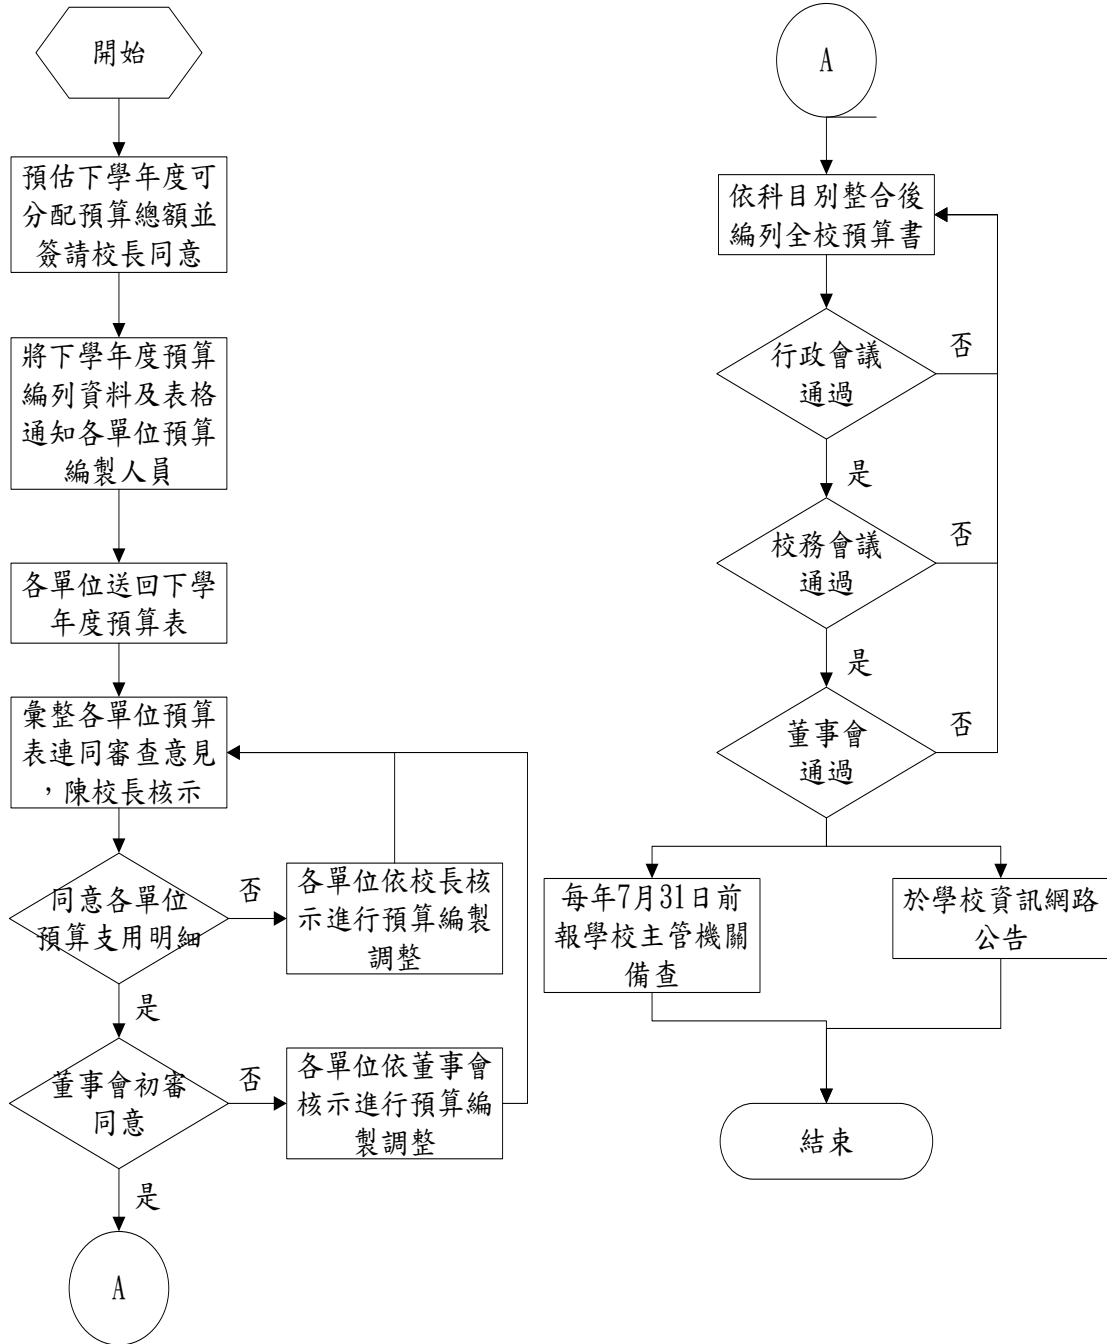 開始
預估下學年度可
分配預算總額並
簽請校長同意
將下學年度預算
編列資料及表格
通知各單位預算
編製人員
各單位送回下學
年度預算表
彙整各單位預算
表連同審查意見
，陳校長核示
同意各單位
預算支用明細
否
各單位依校長核
示進行預算編製
調整
是
董事會初審
同意
否
各單位依董事會
核示進行預算編
製調整
是
A
A
依科目別整合後
編列全校預算書
行政會議
通過
否
是
校務會議
通過
否
是
董事會
通過
否
每年7月31日前
報學校主管機關
備查
於學校資訊網路
公告
結束